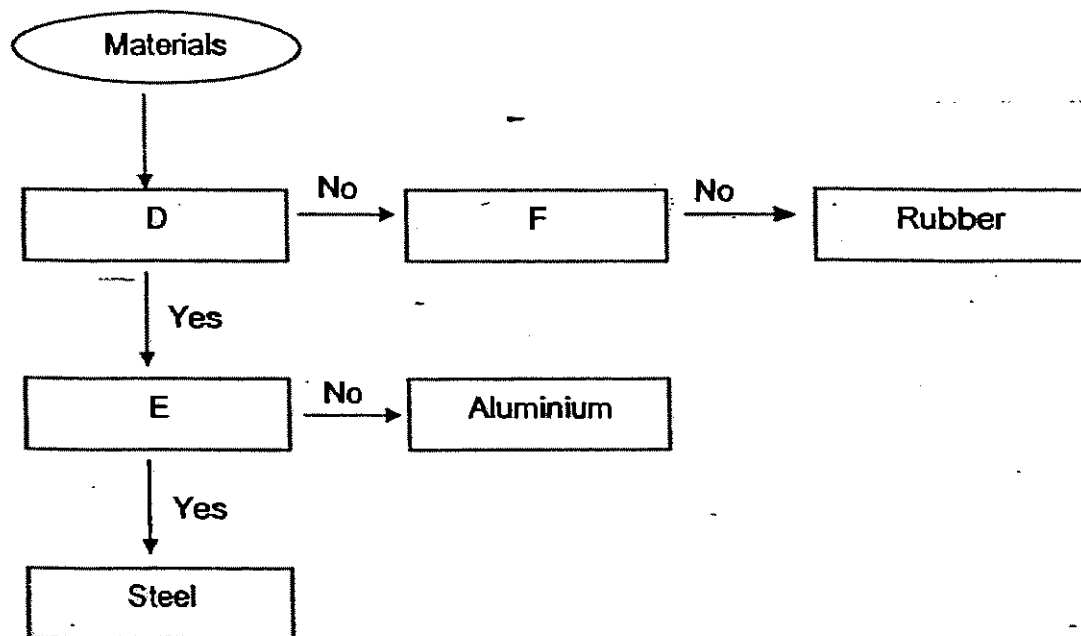 Materials
D
No
F
No
Rubber
Yes
E
No
Aluminium
Yes
Steel